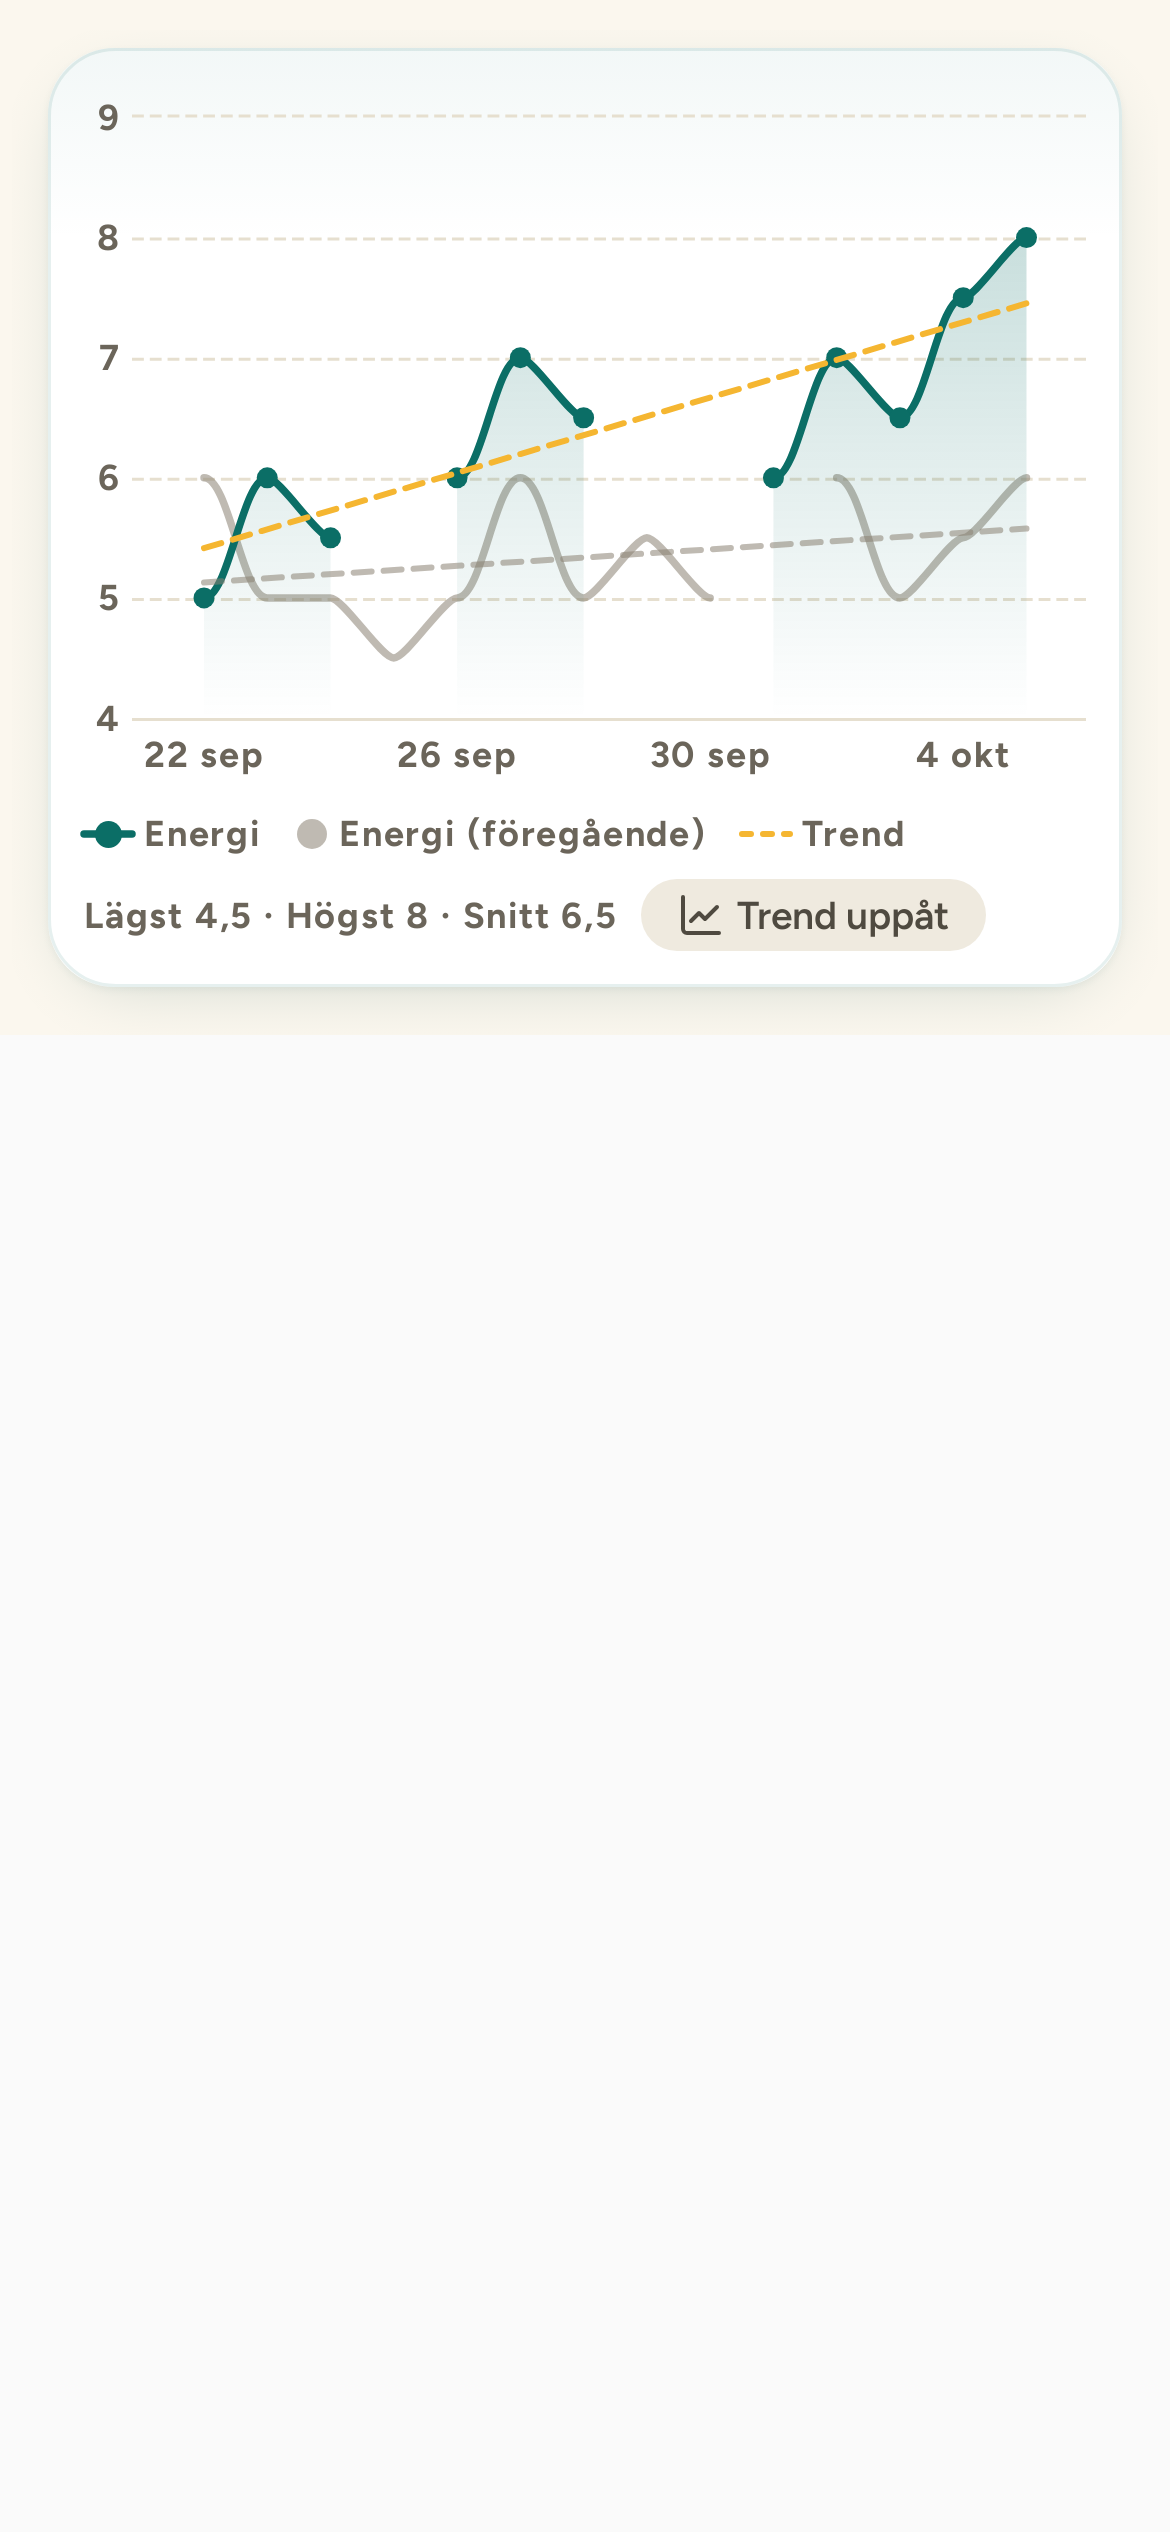 9
8
7
6
5
4
22 sep 26 sep 30 sep 4 okt
Energi Energi (föregående) Trend
Lägst 4,5 · Högst 8 · Snitt 6,5 Trend uppåt